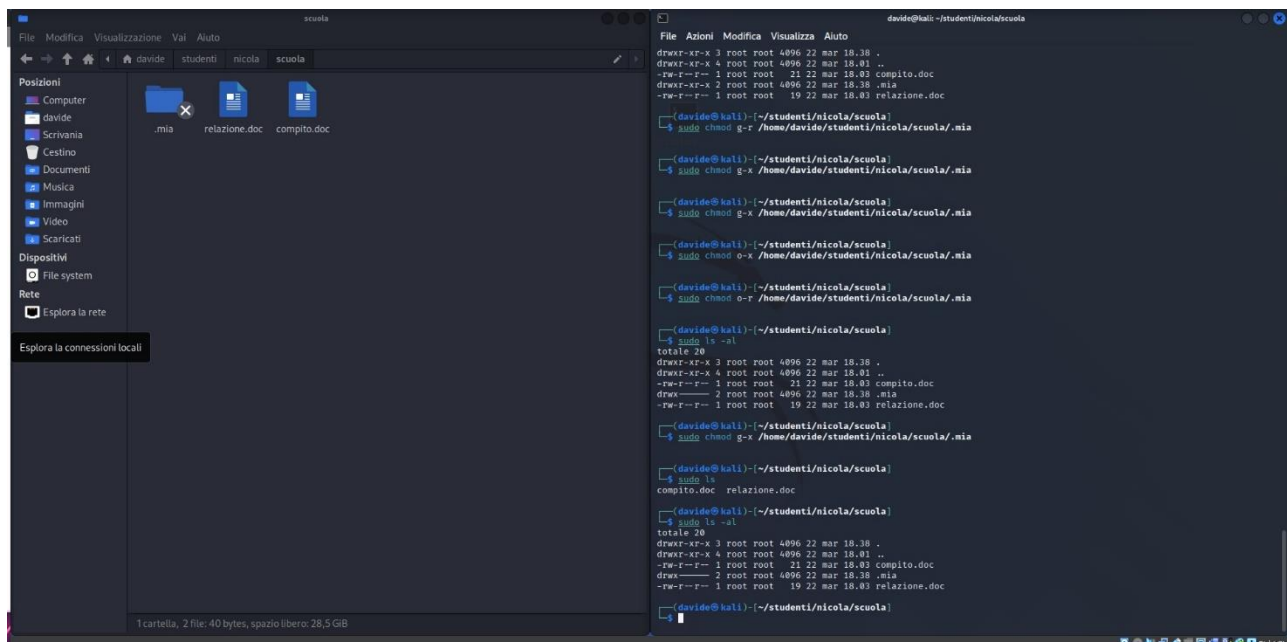 scuola
File Modifica Visualizzazione Vai Aiuto
davide studenti nicola scuola
Posizioni
Computer
davide
Scrivania
Cestino
Documenti
Musica
Immagini
Video
Scaricati
Dispositivi
File system
Rete
Esplora la rete
Esplora la connessioni locali
.mia relazione.doc compito.doc
1 cartella, 2 file: 40 bytes, spazio libero: 28,5 GiB
davide@kali: ~/studenti/nicola/scuola
File Azioni Modifica Visualizza Aiuto
drwxr-xr-x 3 root root 4096 22 mar 18.38 .
drwxr-xr-x 4 root root 4096 22 mar 18.01 ..
-rw-r--r-- 1 root root 21 22 mar 18.03 compito.doc
drwxr-xr-x 2 root root 4096 22 mar 18.38 .mia
-rw-r--r-- 1 root root 19 22 mar 18.03 relazione.doc
(davide㉿kali)-[~/studenti/nicola/scuola]
$ sudo chmod g-r /home/davide/studenti/nicola/scuola/.mia
(davide㉿kali)-[~/studenti/nicola/scuola]
$ sudo chmod g-x /home/davide/studenti/nicola/scuola/.mia
(davide㉿kali)-[~/studenti/nicola/scuola]
$ sudo chmod g-x /home/davide/studenti/nicola/scuola/.mia
(davide㉿kali)-[~/studenti/nicola/scuola]
$ sudo chmod o-x /home/davide/studenti/nicola/scuola/.mia
(davide㉿kali)-[~/studenti/nicola/scuola]
$ sudo chmod o-r /home/davide/studenti/nicola/scuola/.mia
(davide㉿kali)-[~/studenti/nicola/scuola]
$ sudo ls -al
totale 20
drwxr-xr-x 3 root root 4096 22 mar 18.38 .
drwxr-xr-x 4 root root 4096 22 mar 18.01 ..
-rw-r--r-- 1 root root 21 22 mar 18.03 compito.doc
drwx------ 2 root root 4096 22 mar 18.38 .mia
-rw-r--r-- 1 root root 19 22 mar 18.03 relazione.doc
(davide㉿kali)-[~/studenti/nicola/scuola]
$ sudo chmod g-x /home/davide/studenti/nicola/scuola/.mia
(davide㉿kali)-[~/studenti/nicola/scuola]
$ sudo ls
compito.doc relazione.doc
(davide㉿kali)-[~/studenti/nicola/scuola]
$ sudo ls -al
totale 20
drwxr-xr-x 3 root root 4096 22 mar 18.38 .
drwxr-xr-x 4 root root 4096 22 mar 18.01 ..
-rw-r--r-- 1 root root 21 22 mar 18.03 compito.doc
drwx------ 2 root root 4096 22 mar 18.38 .mia
-rw-r--r-- 1 root root 19 22 mar 18.03 relazione.doc
(davide㉿kali)-[~/studenti/nicola/scuola]
$